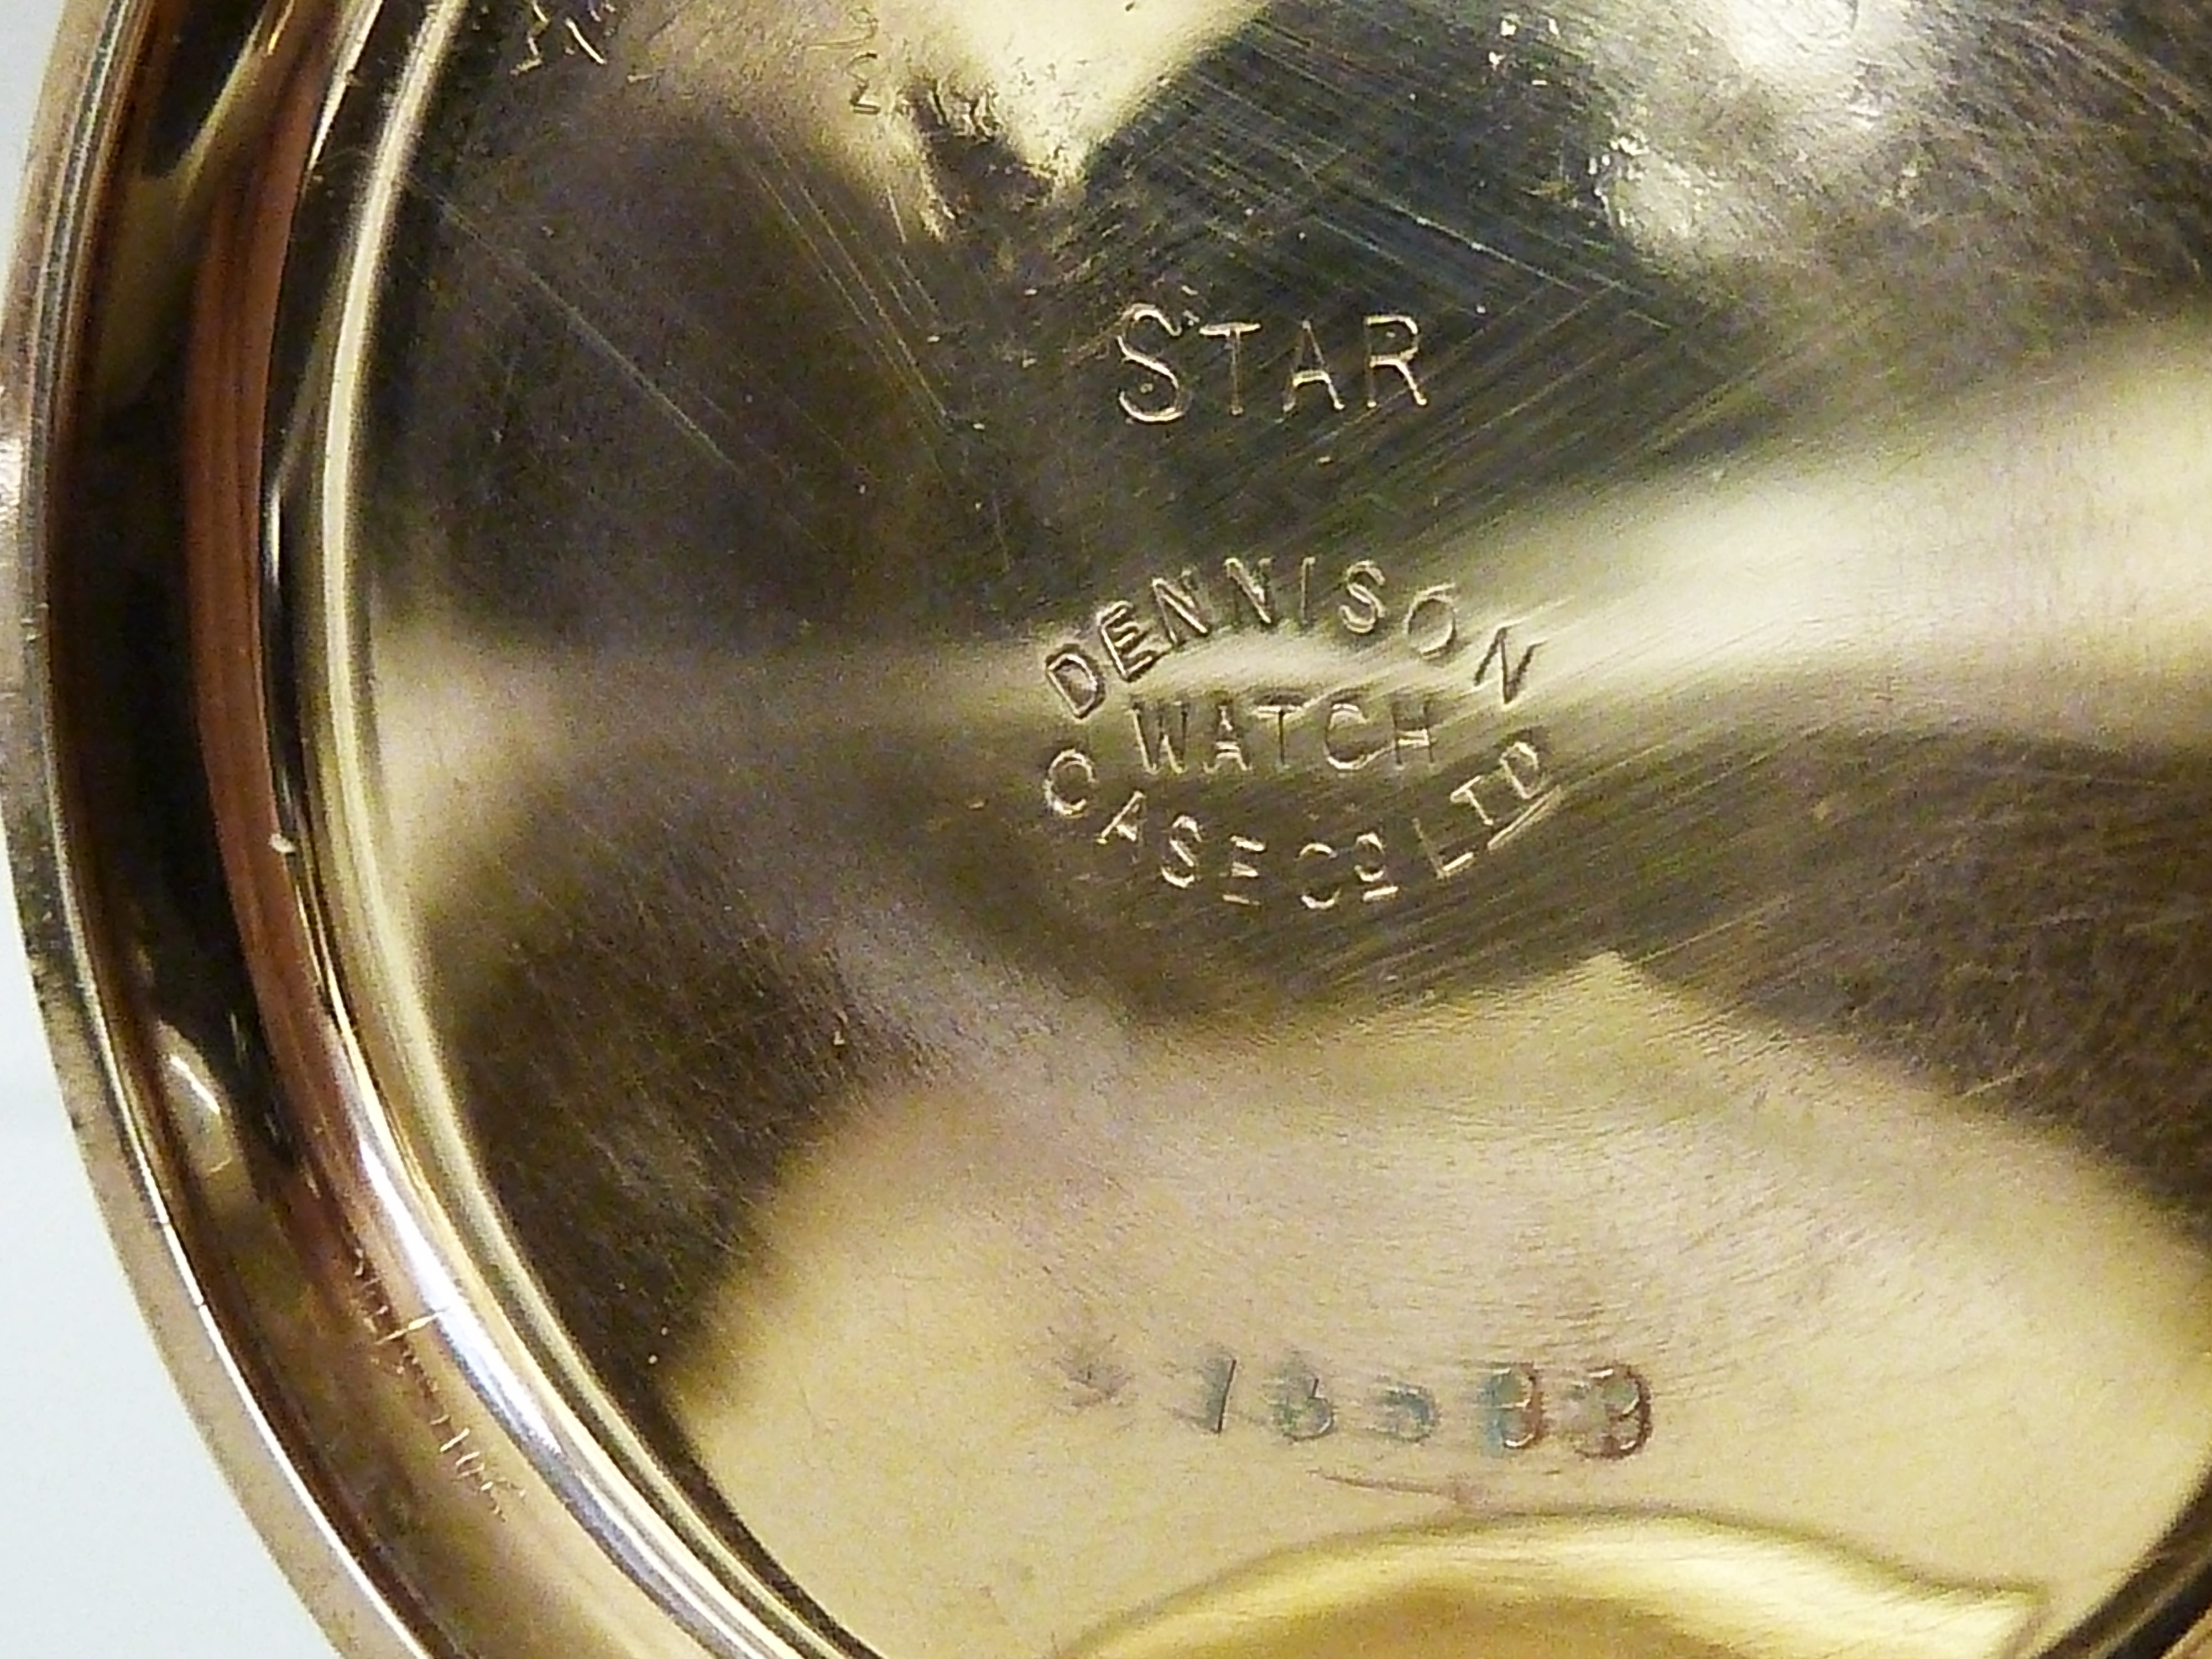 STAR
DENNISON
WATCH
CASE Cº LTD